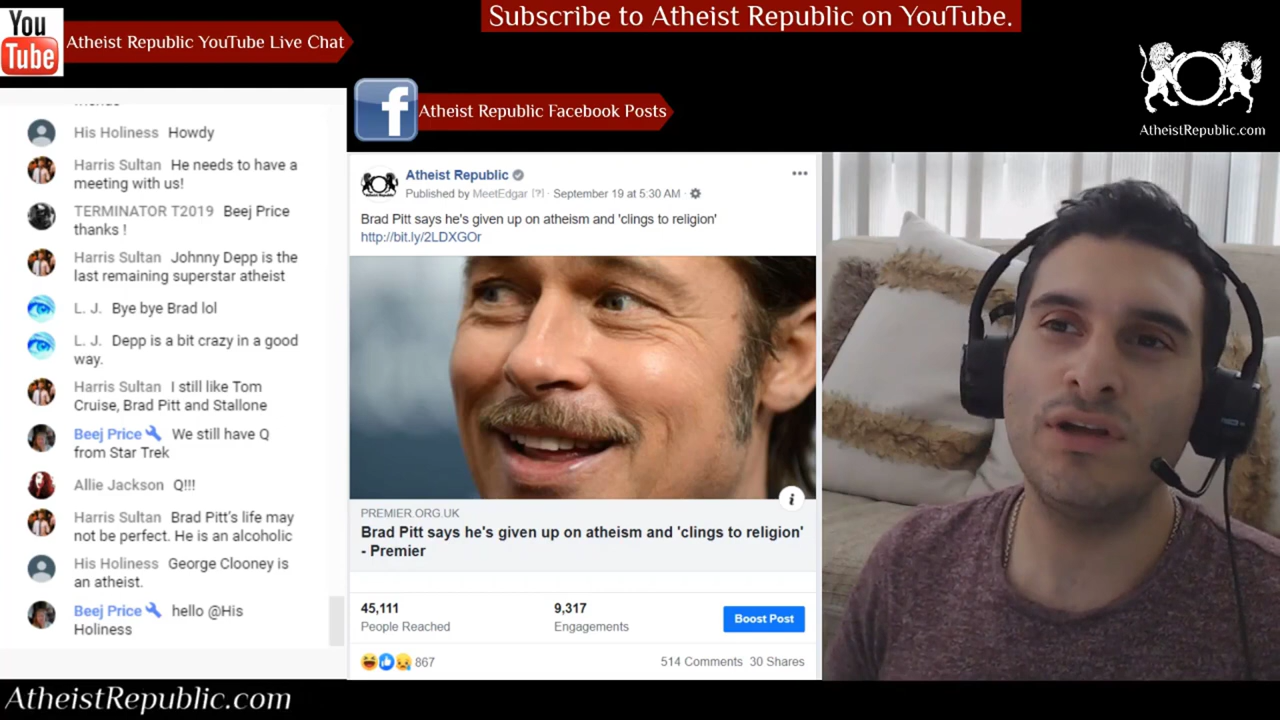 You
Tube
Atheist Republic YouTube Live Chat
Subscribe to Atheist Republic on YouTube.
AtheistRepublic.com
Atheist Republic Facebook Posts
His Holiness Howdy
Harris Sultan He needs to have a
meeting with us!
TERMINATOR T2019 Beej Price
thanks !
Harris Sultan Johnny Depp is the
last remaining superstar atheist
L. J. Bye bye Brad lol
L. J. Depp is a bit crazy in a good
way.
Harris Sultan I still like Tom
Cruise, Brad Pitt and Stallone
Beej Price We still have Q
from Star Trek
Allie Jackson Q!!!
Harris Sultan Brad Pitt's life may
not be perfect. He is an alcoholic
His Holiness George Clooney is
an atheist.
Beej Price hello @His
Holiness
f
Atheist Republic
Published by MeetEdgar [?] · September 19 at 5:30 AM ·
Brad Pitt says he's given up on atheism and 'clings to religion'
http://bit.ly/2LDXGOr
i
PREMIER.ORG.UK
Brad Pitt says he's given up on atheism and 'clings to religion'
- Premier
45,111
People Reached
9,317
Engagements
Boost Post
867
514 Comments 30 Shares
AtheistRepublic.com